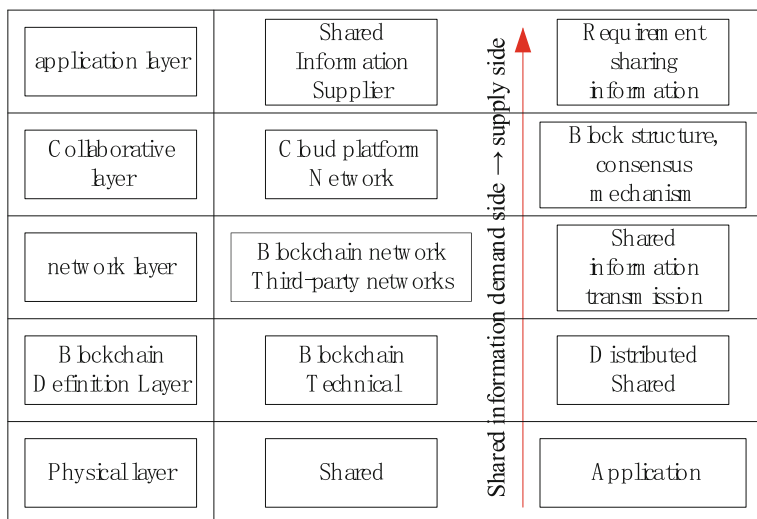 application layer
Shared
Information
Supplier
Requirement
sharing
information
Collaborative
layer
Cloud platform
Network
Block structure,
consensus
mechanism
network layer
Blockchain network
Third-party networks
Shared
information
transmission
Blockchain
Definition Layer
Blockchain
Technical
Distributed
Shared
Physical layer
Shared
Application
Shared information demand side → supply side